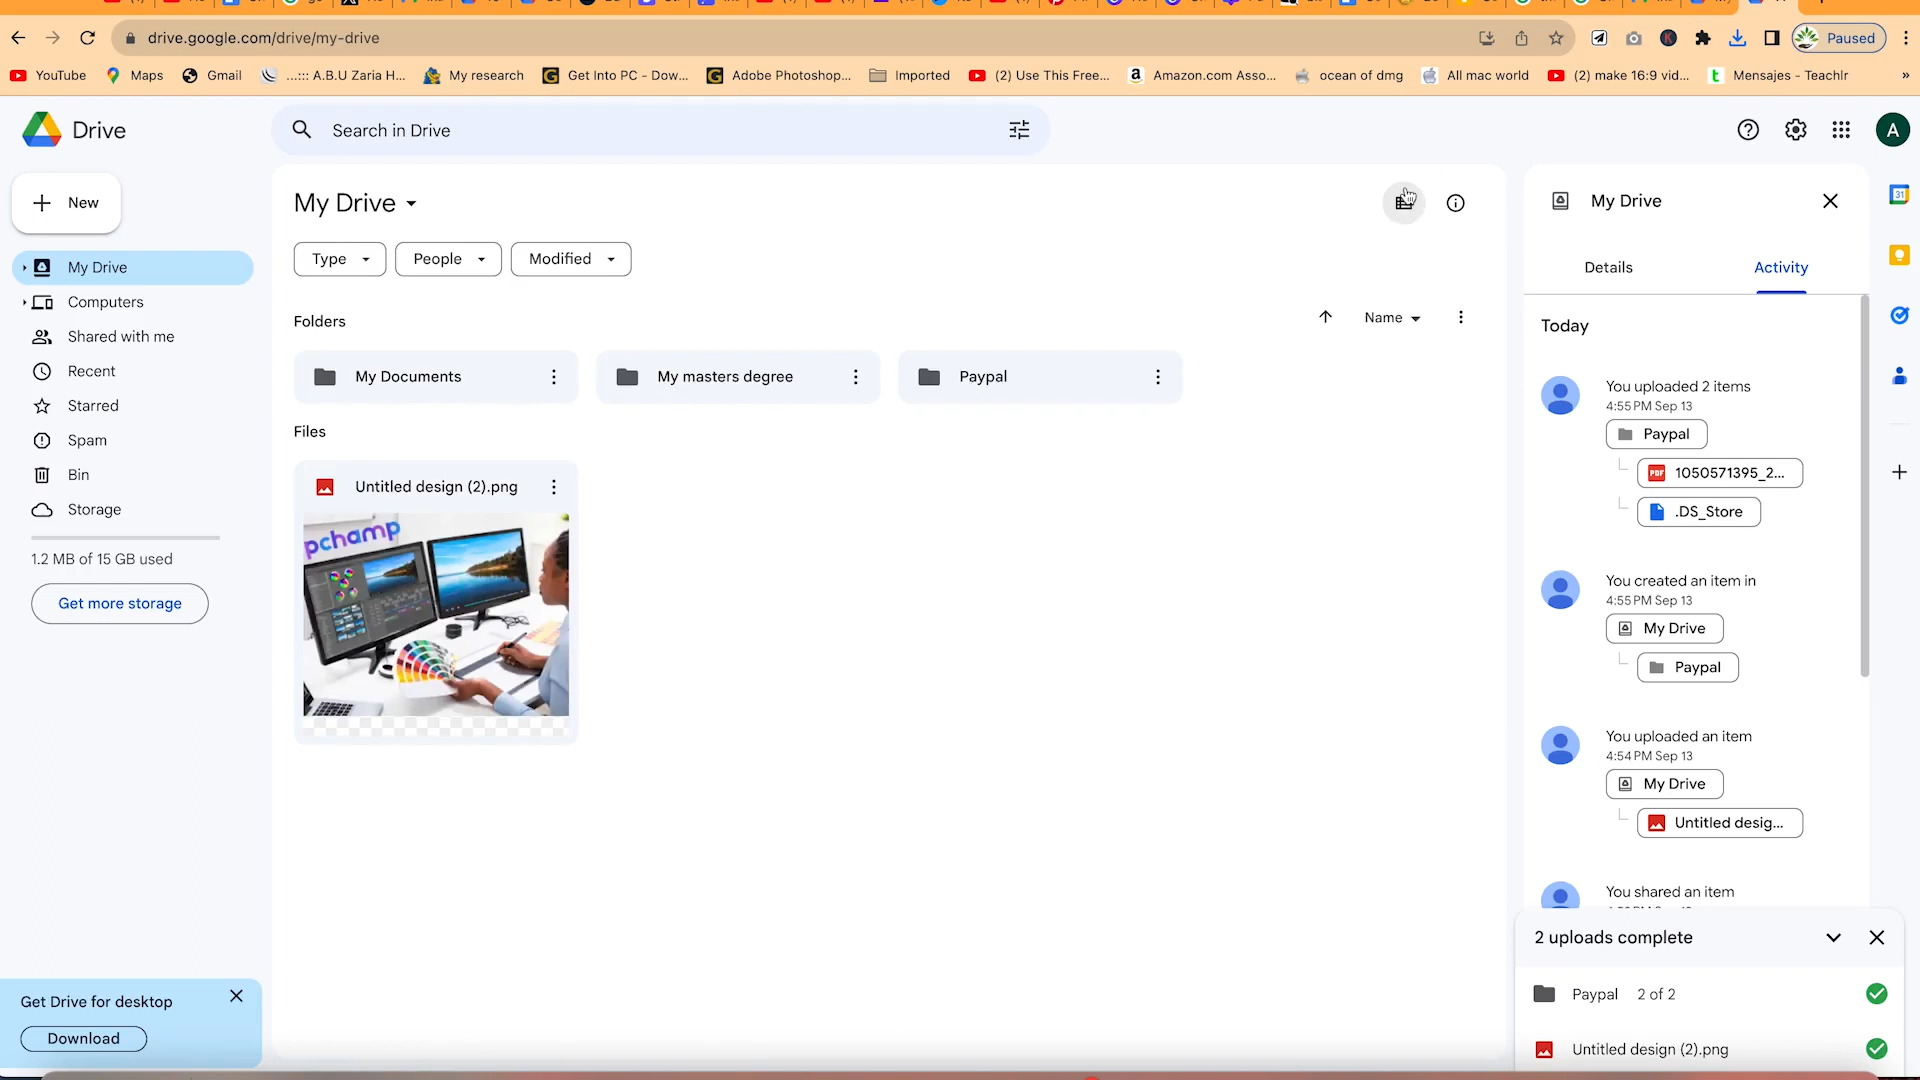 drive.google.com/drive/my-drive
Paused
YouTube
Maps
Gmail
...::: A.B.U Zaria H...
My research
Get Into PC - Dow...
Adobe Photoshop...
Imported
(2) Use This Free...
Amazon.com Asso...
ocean of dmg
All mac world
(2) make 16:9 vid...
Mensajes - Teachlr
»
Drive
Search in Drive
A
New
My Drive
Computers
Shared with me
Recent
Starred
Spam
Bin
Storage
1.2 MB of 15 GB used
Get more storage
Get Drive for desktop
Download
My Drive
Type
People
Modified
Folders
Name
My Documents
My masters degree
Paypal
Files
Untitled design (2).png
pchamp
My Drive
Details
Activity
Today
You uploaded 2 items
4:55 PM Sep 13
Paypal
PDF 1050571395_2...
.DS_Store
You created an item in
4:55 PM Sep 13
My Drive
Paypal
You uploaded an item
4:54 PM Sep 13
My Drive
Untitled desig...
You shared an item
2 uploads complete
Paypal 2 of 2
Untitled design (2).png
31